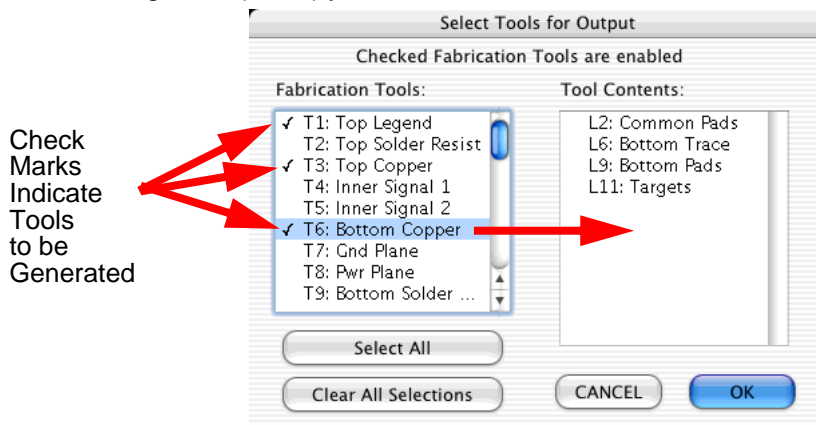 Select Tools for Output
Checked Fabrication Tools are enabled
Fabrication Tools:
✓ T1: Top Legend
T2: Top Solder Resist
✓ T3: Top Copper
T4: Inner Signal 1
T5: Inner Signal 2
✓ T6: Bottom Copper
T7: Gnd Plane
T8: Pwr Plane
T9: Bottom Solder ...
Tool Contents:
L2: Common Pads
L6: Bottom Trace
L9: Bottom Pads
L11: Targets
Check
Marks
Indicate
Tools
to be
Generated
Select All
Clear All Selections
CANCEL
OK